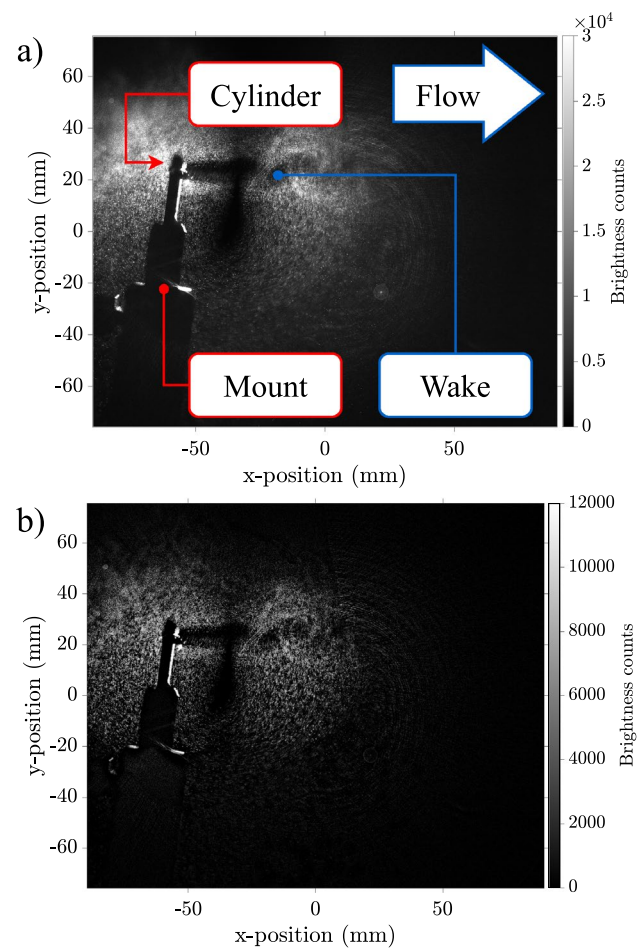 a)
×10⁴
Cylinder
Flow
Mount
Wake
60
40
20
0
-20
-40
-60
y-position (mm)
-50
0
50
x-position (mm)
3
2.5
2
1.5
1
0.5
0
Brightness counts
b)
60
40
20
0
-20
-40
-60
y-position (mm)
-50
0
50
x-position (mm)
12000
10000
8000
6000
4000
2000
0
Brightness counts